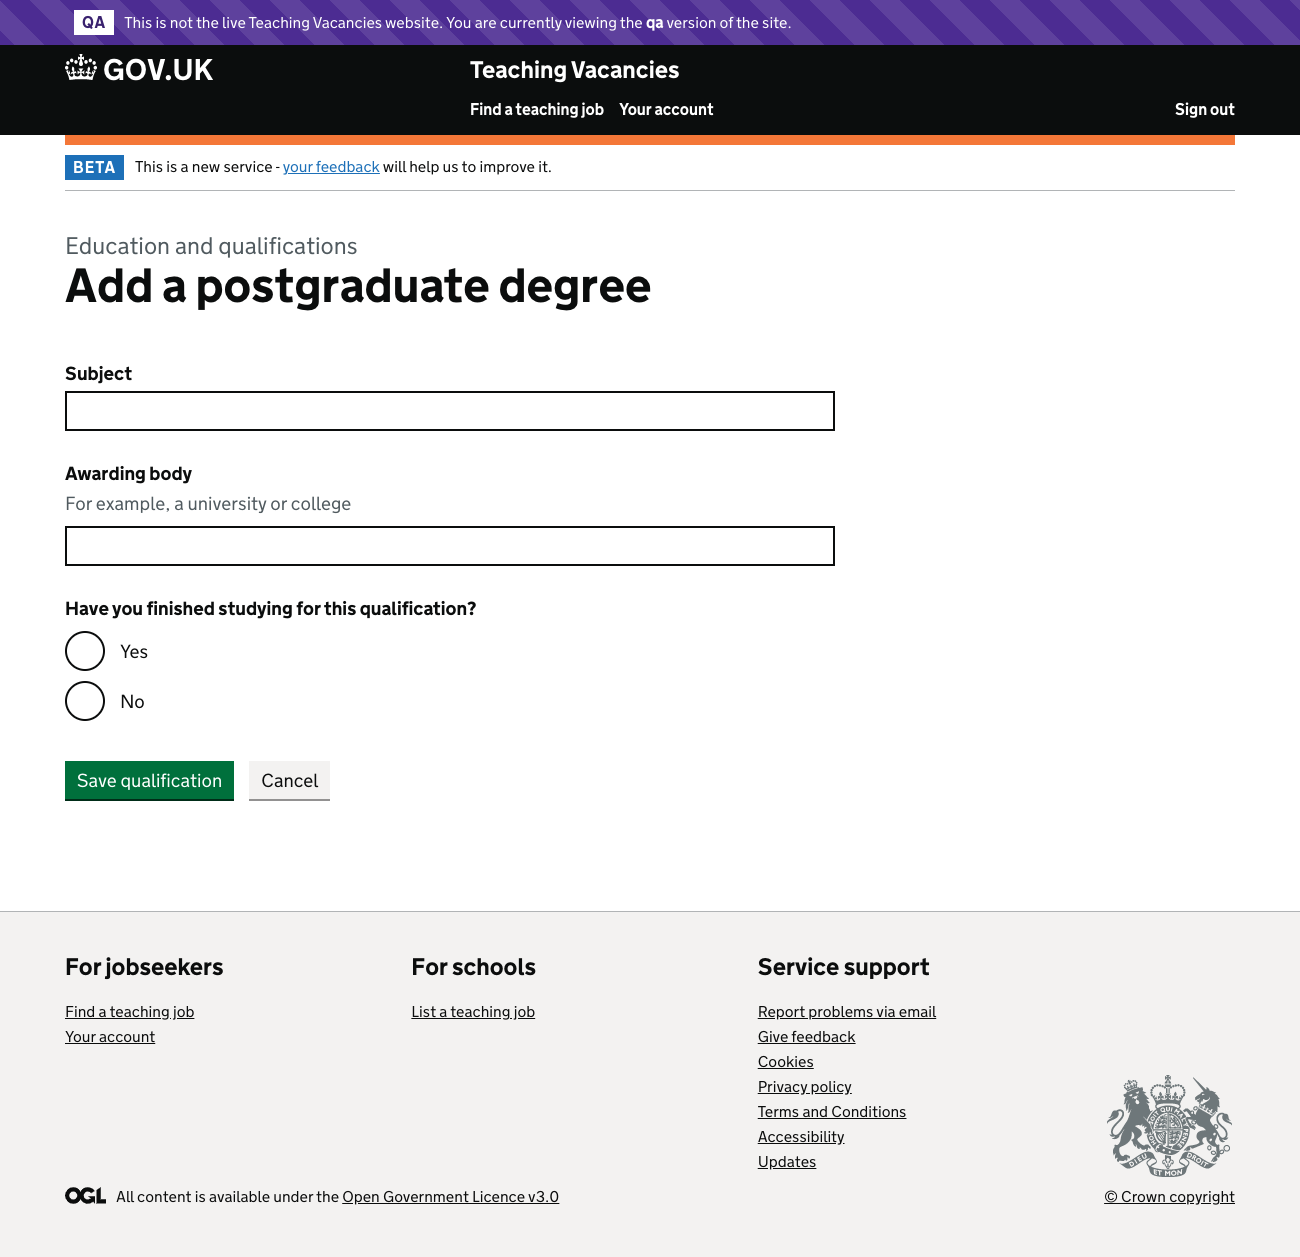 QA This is not the live Teaching Vacancies website. You are currently viewing the qa version of the site.
GOV.UK Teaching Vacancies
Find a teaching job Your account Sign out
BETA This is a new service - your feedback will help us to improve it.
Education and qualifications
Add a postgraduate degree
Subject
Awarding body
For example, a university or college
Have you finished studying for this qualification?
Yes
No
Save qualification Cancel
For jobseekers For schools Service support
Find a teaching job List a teaching job Report problems via email
Your account Give feedback
Cookies
Privacy policy
Terms and Conditions
Accessibility
Updates
DIEU ET MON DROIT
OGL All content is available under the Open Government Licence v3.0 © Crown copyright